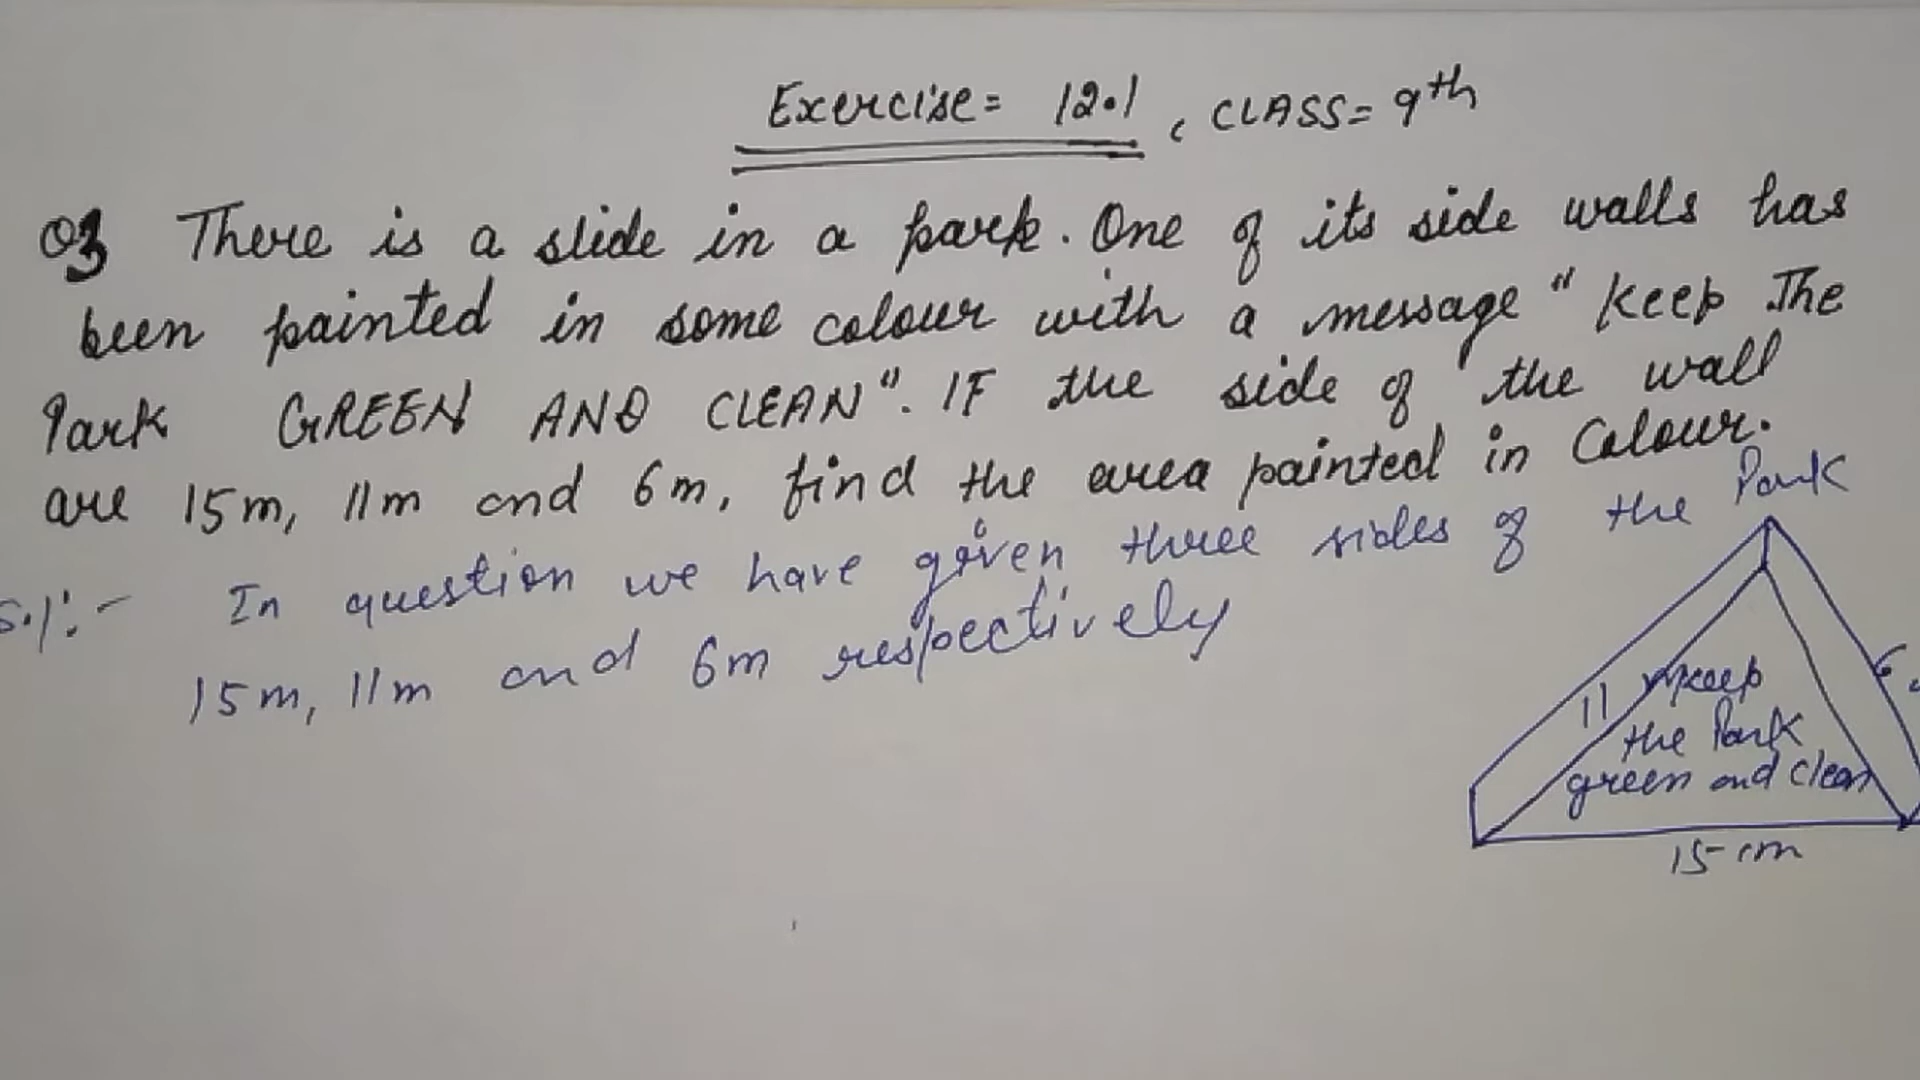 Exercise = 12.1, CLASS = 9th
Q3 There is a slide in a park. One of its side walls has
been painted in some colour with a message "Keep The
Park GREEN AND CLEAN". IF the side of the wall
are 15m, 11m and 6m, find the area painted in Colour.
Sol:- In question we have given three sides of the Park
15m, 11m and 6m respectively
11
6
keep
the Park
green and clean
15 cm